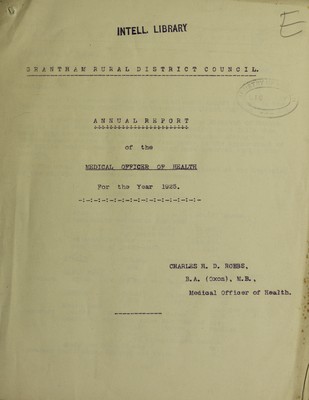 INTELL. LIBRARY
E
GRANTHAM RURAL DISTRICT COUNCIL.
ANNUAL REPORT
of the
MEDICAL OFFICER OF HEALTH
For the Year 1925.
CHARLES H. D. ROBBS,
B.A. (Oxon), M.B.,
Medical Officer of Health.